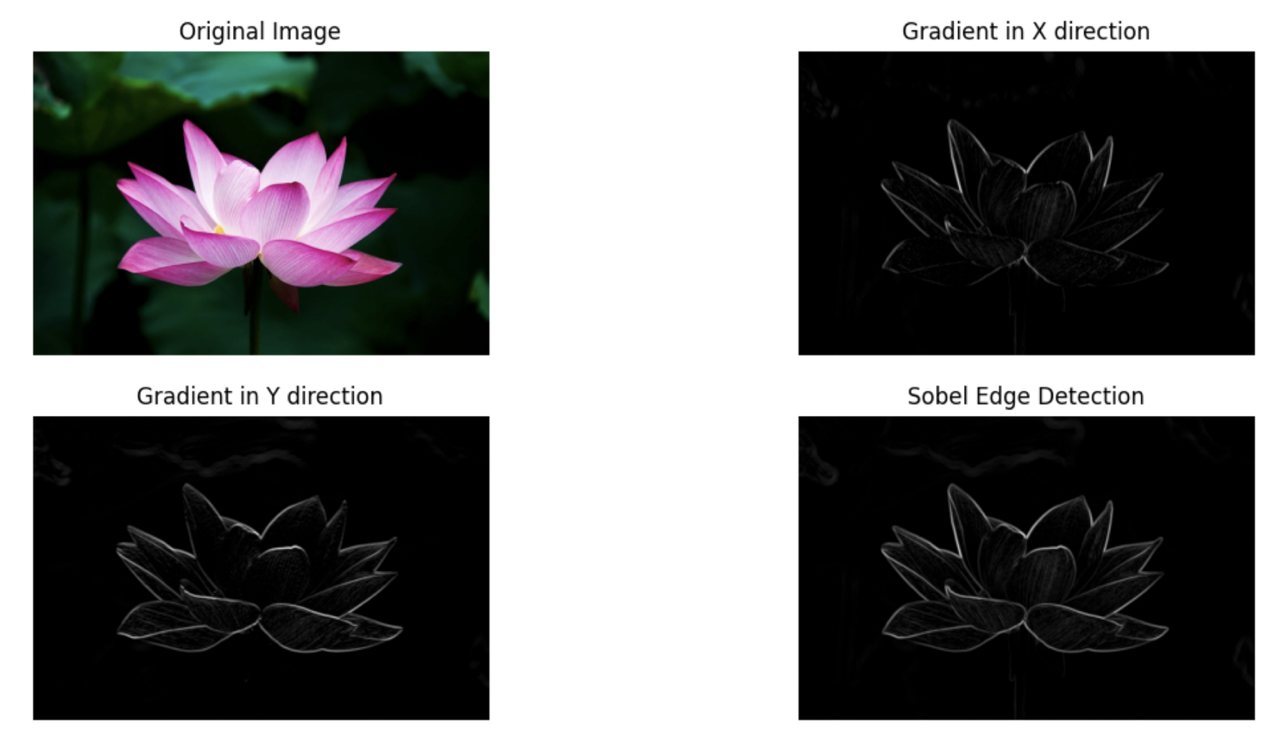 Original Image
Gradient in X direction
Gradient in Y direction
Sobel Edge Detection